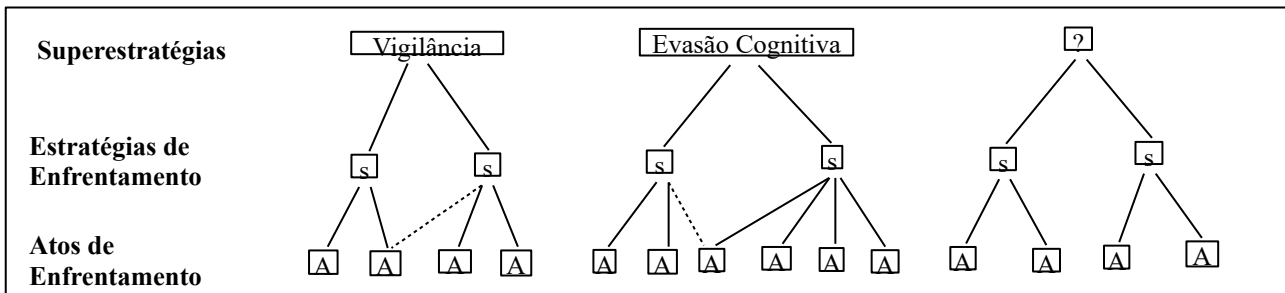 Superestratégias Vigilância Evasão Cognitiva ?
Estratégias de
Enfrentamento s s s s s s
Atos de
Enfrentamento
A A A A A A A A A A A A A A